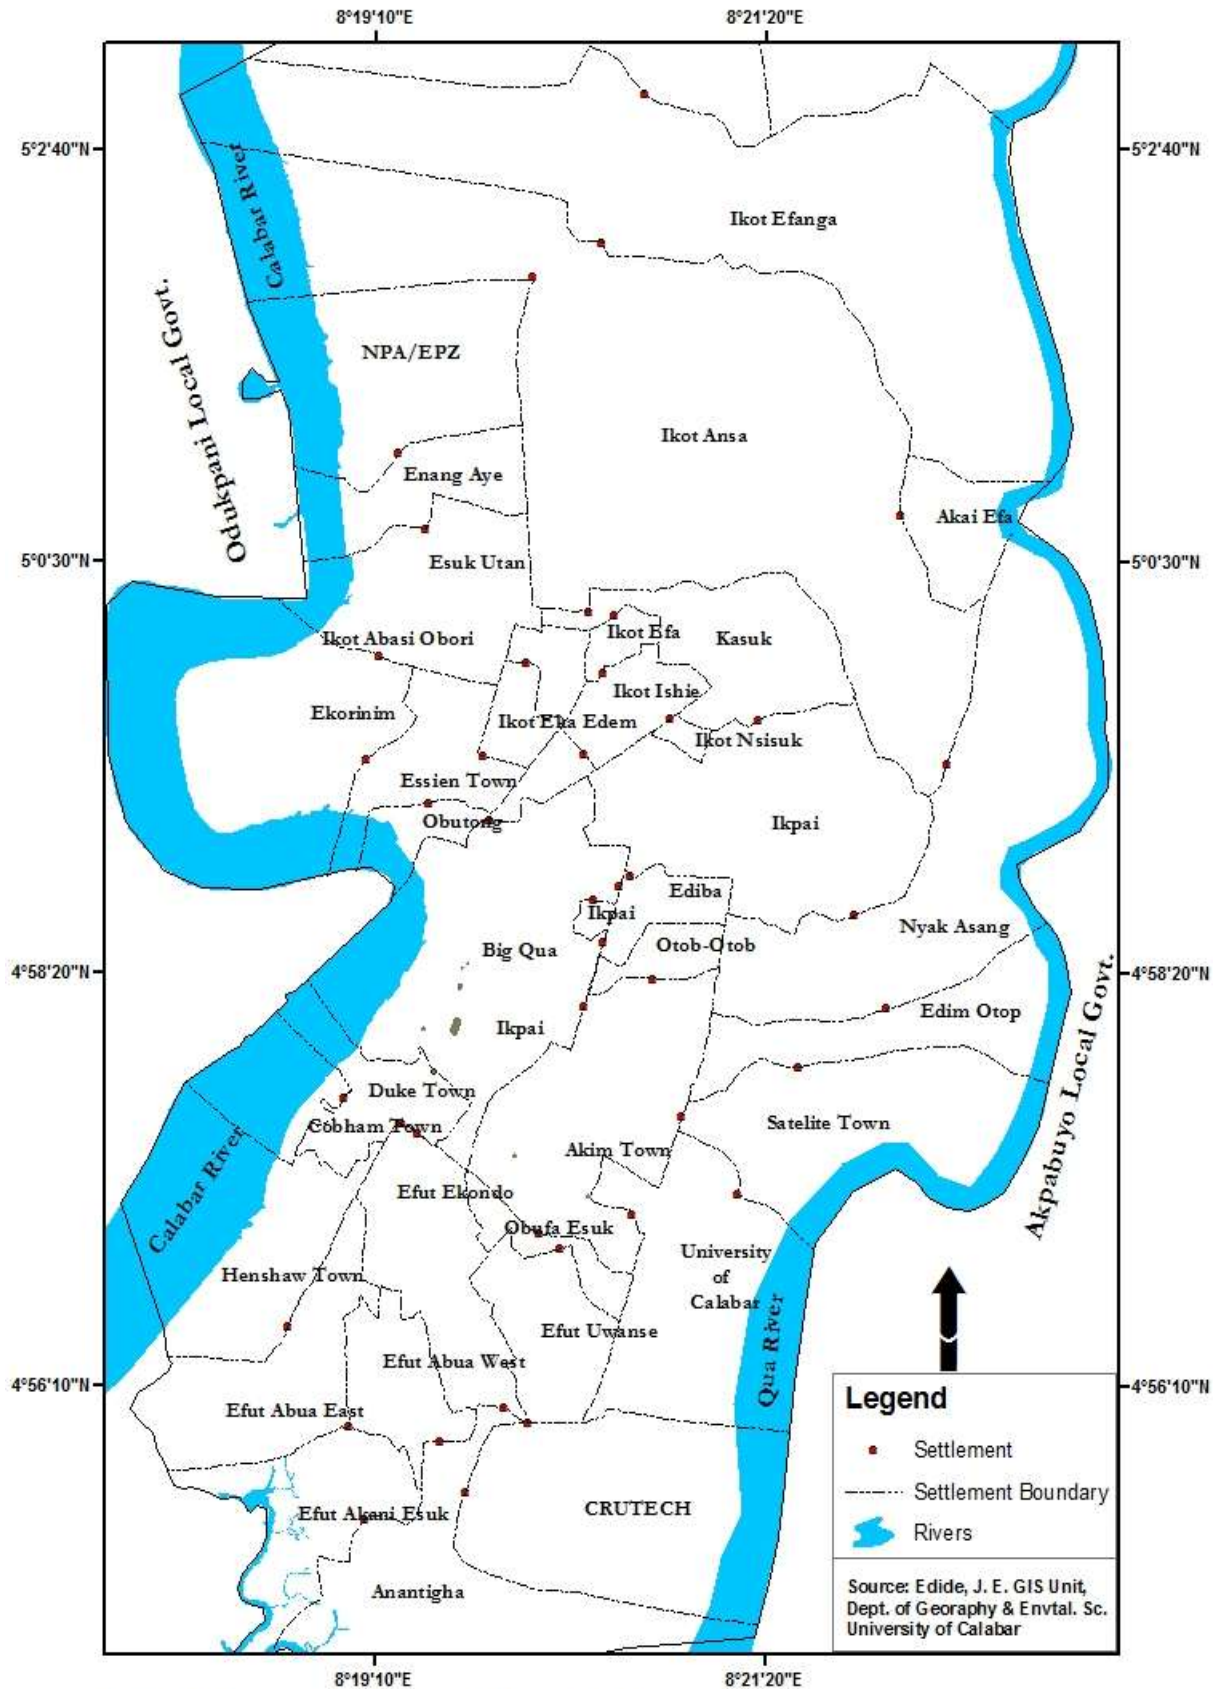 8°19'10"E
8°21'20"E
5°2'40"N
5°2'40"N
Calabar River
Ikot Efanga
Odukpani Local Govt.
NPA/EPZ
Ikot Ansa
Enang Aye
Akai Efa
5°0'30"N
5°0'30"N
Esuk Utan
Ikot Abasi Obori
Ikot Efa
Kasuk
Ikot Ishie
Ekorinim
Ikot Eka Edem
Ikot Nsisuk
Essien Town
Obutong
Ikpai
Ediba
Ikpai
Nyak Asang
Big Qua
Otob-Otob
4°58'20"N
4°58'20"N
Edim Otop
Ikpai
Akpabuyo Local Govt.
Duke Town
Cobham Town
Satelite Town
Akim Town
Calabar River
Efut Ekondo
Obufa Esuk
University
of
Calabar
Henshaw Town
Efut Uwanse
Qua River
Efut Abua West
4°56'10"N
4°56'10"N
Efut Abua East
Efut Akani Esuk
CRUTECH
Anantigha
Legend
Settlement
Settlement Boundary
Rivers
Source: Edide, J. E. GIS Unit,
Dept. of Georaphy & Envtal. Sc.
University of Calabar
8°19'10"E
8°21'20"E